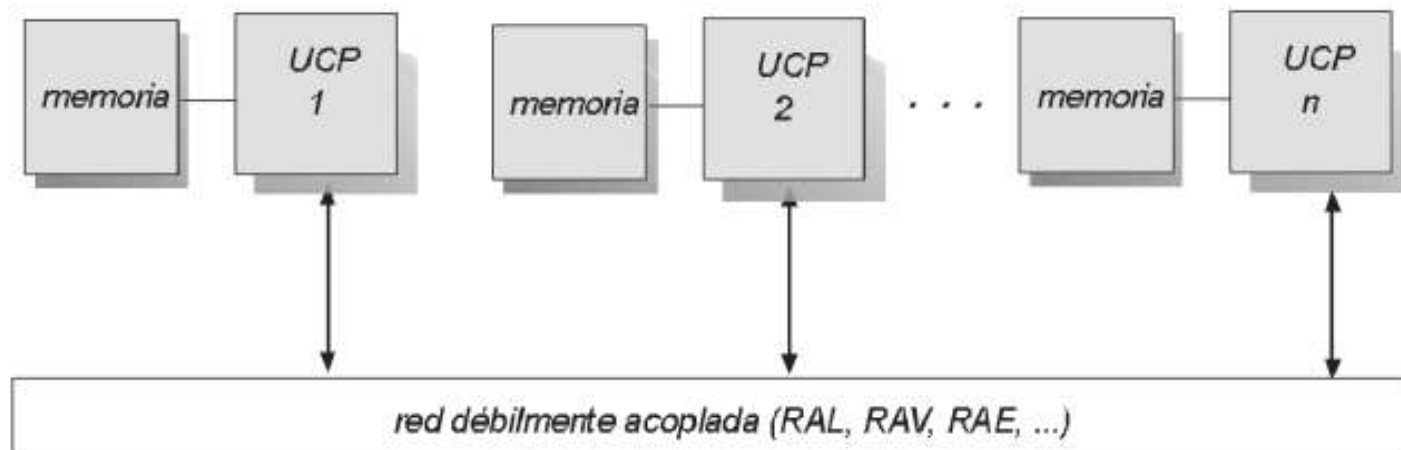 memoria
UCP
1
memoria
UCP
2
. . .
memoria
UCP
n
red débilmente acoplada (RAL, RAV, RAE, ...)